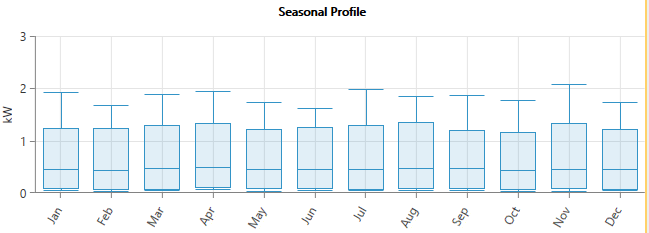 Seasonal Profile
kW
3
2
1
0
Jan
Feb
Mar
Apr
May
Jun
Jul
Aug
Sep
Oct
Nov
Dec